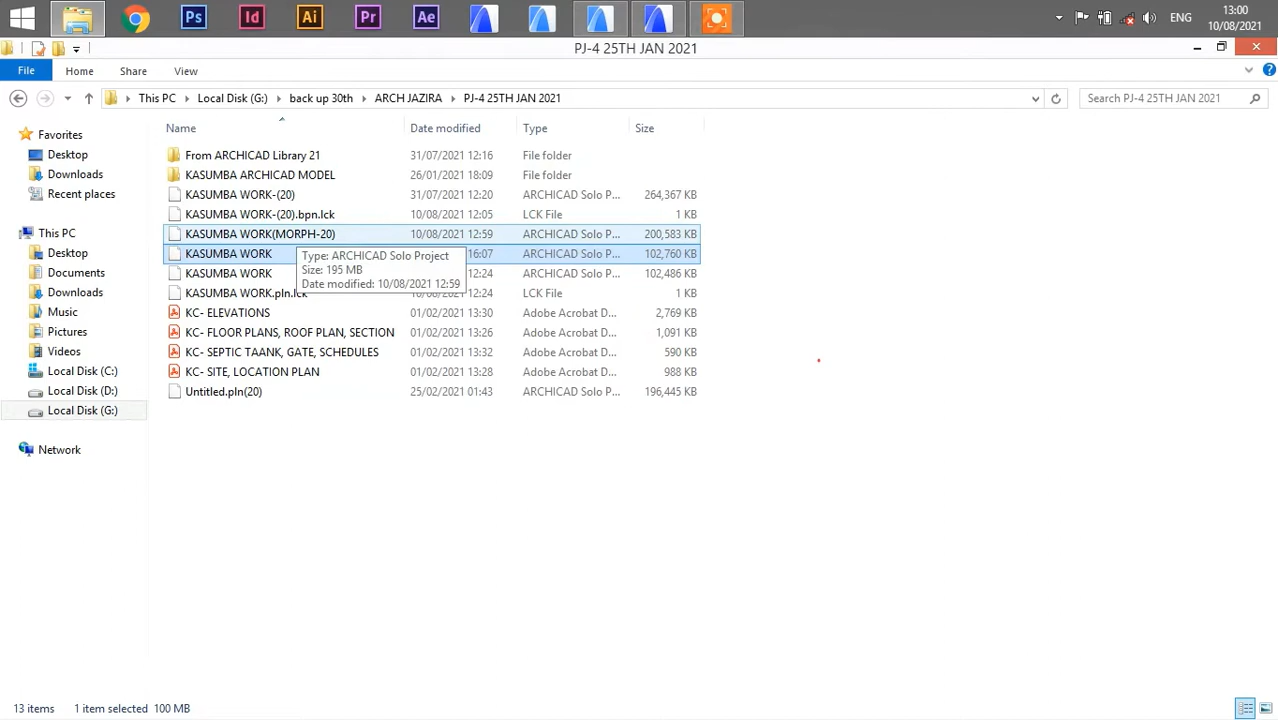 Ps Id Ai Pr Ae ENG 13:00
10/08/2021
PJ-4 25TH JAN 2021
File Home Share View
This PC Local Disk (G:) back up 30th ARCH JAZIRA PJ-4 25TH JAN 2021 Search PJ-4 25TH JAN 2021
Name Date modified Type Size
Favorites
Desktop
Downloads
Recent places
This PC
Desktop
Documents
Downloads
Music
Pictures
Videos
Local Disk (C:)
Local Disk (D:)
Local Disk (G:)
Network
From ARCHICAD Library 21 31/07/2021 12:16 File folder
KASUMBA ARCHICAD MODEL 26/01/2021 18:09 File folder
KASUMBA WORK-(20) 31/07/2021 12:20 ARCHICAD Solo P... 264,367 KB
KASUMBA WORK-(20).bpn.lck 10/08/2021 12:05 LCK File 1 KB
KASUMBA WORK(MORPH-20) 10/08/2021 12:59 ARCHICAD Solo P... 200,583 KB
KASUMBA WORK 16:07 ARCHICAD Solo P... 102,760 KB
KASUMBA WORK 12:24 ARCHICAD Solo P... 102,486 KB
KASUMBA WORK.pln.lck 10/08/2021 12:24 LCK File 1 KB
KC- ELEVATIONS 01/02/2021 13:30 Adobe Acrobat D... 2,769 KB
KC- FLOOR PLANS, ROOF PLAN, SECTION 01/02/2021 13:26 Adobe Acrobat D... 1,091 KB
KC- SEPTIC TAANK, GATE, SCHEDULES 01/02/2021 13:32 Adobe Acrobat D... 590 KB
KC- SITE, LOCATION PLAN 01/02/2021 13:28 Adobe Acrobat D... 988 KB
Untitled.pln(20) 25/02/2021 01:43 ARCHICAD Solo P... 196,445 KB
Type: ARCHICAD Solo Project
Size: 195 MB
Date modified: 10/08/2021 12:59
13 items 1 item selected 100 MB